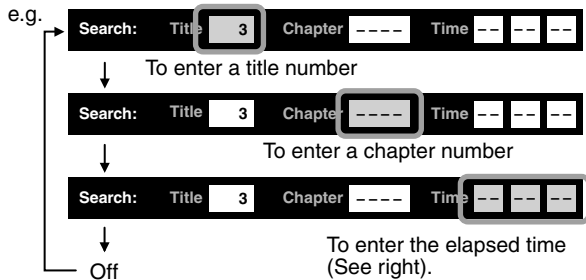 e.g.
Search: Title 3 Chapter ---- Time -- -- --
To enter a title number
Search: Title 3 Chapter ---- Time -- -- --
To enter a chapter number
Search: Title 3 Chapter ---- Time -- -- --
To enter the elapsed time
(See right).
Off